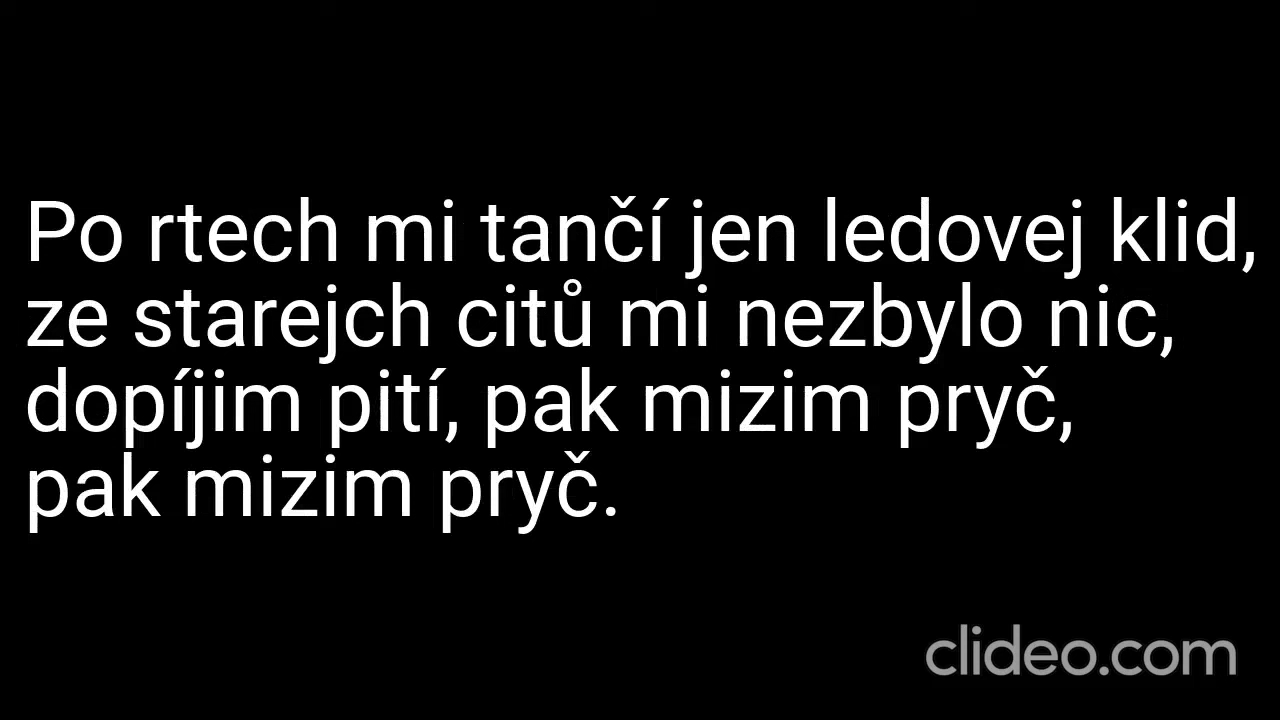 Po rtech mi tančí jen ledovej klid,
ze starejch citů mi nezbylo nic,
dopíjim pití, pak mizim pryč,
pak mizim pryč.
clideo.com